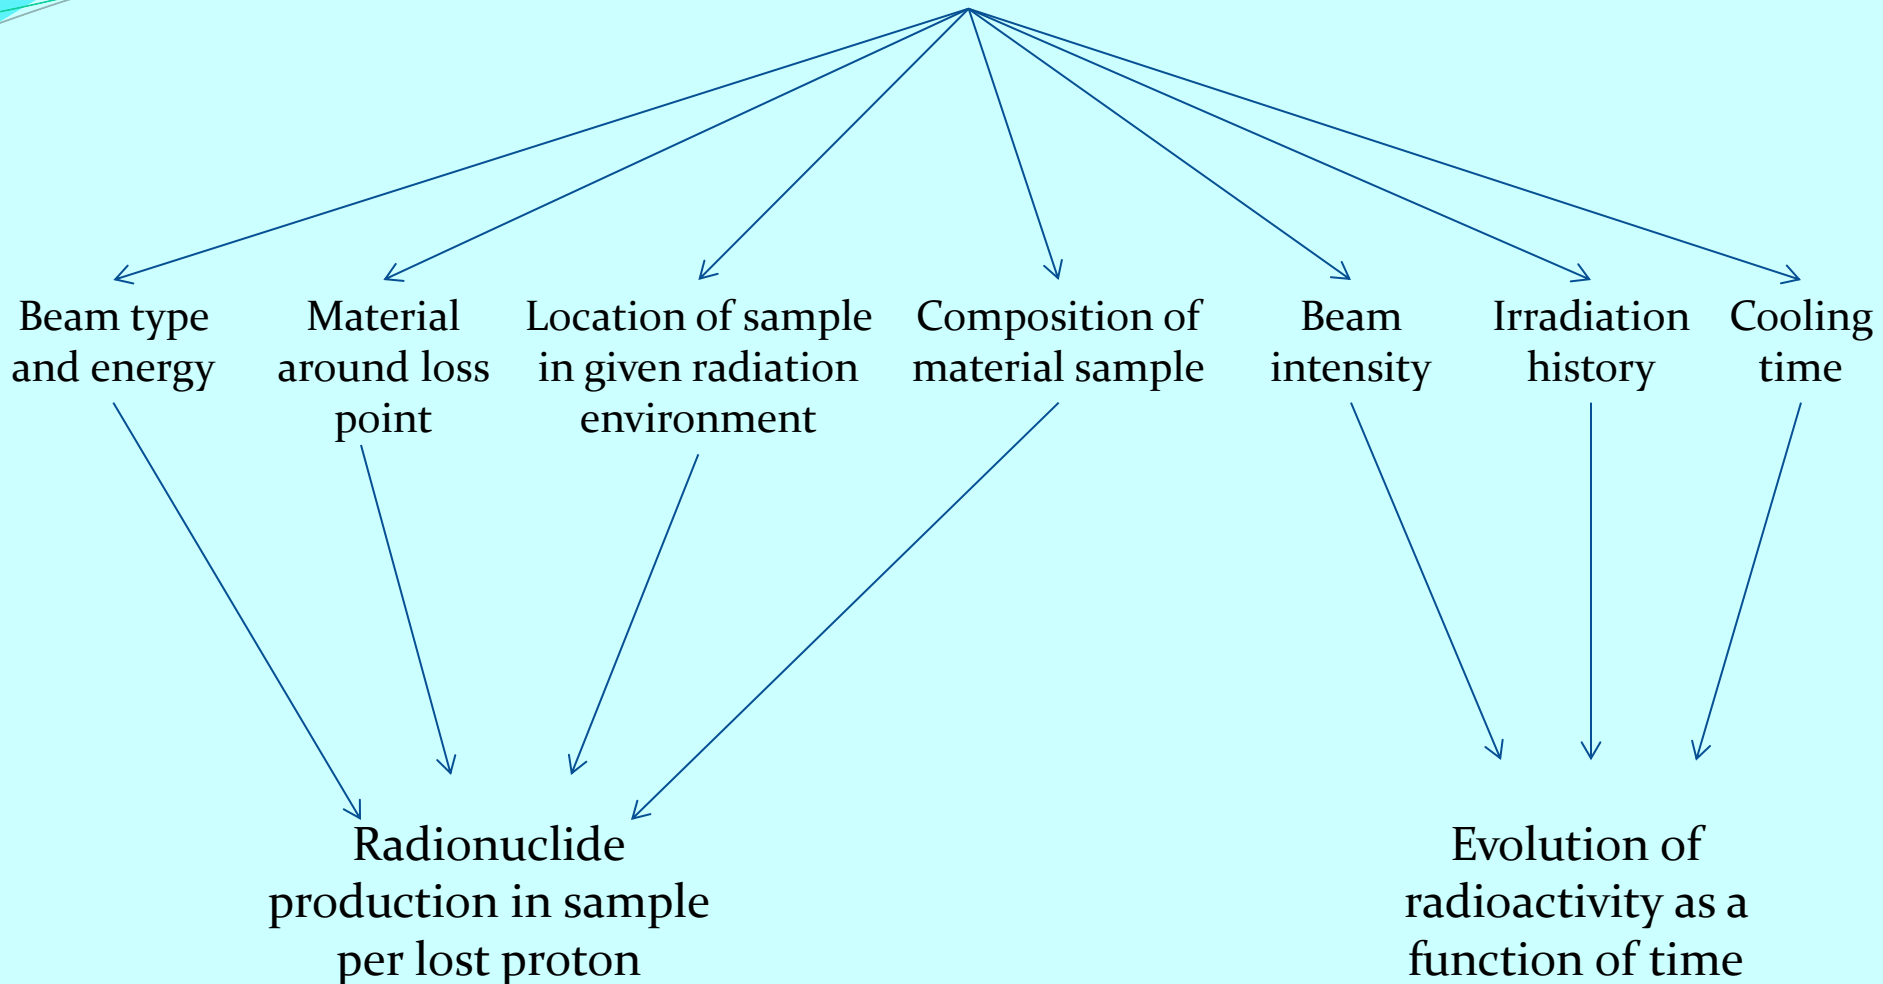 Beam type
and energy
Material
around loss
point
Location of sample
in given radiation
environment
Composition of
material sample
Beam
intensity
Irradiation
history
Cooling
time
Radionuclide
production in sample
per lost proton
Evolution of
radioactivity as a
function of time